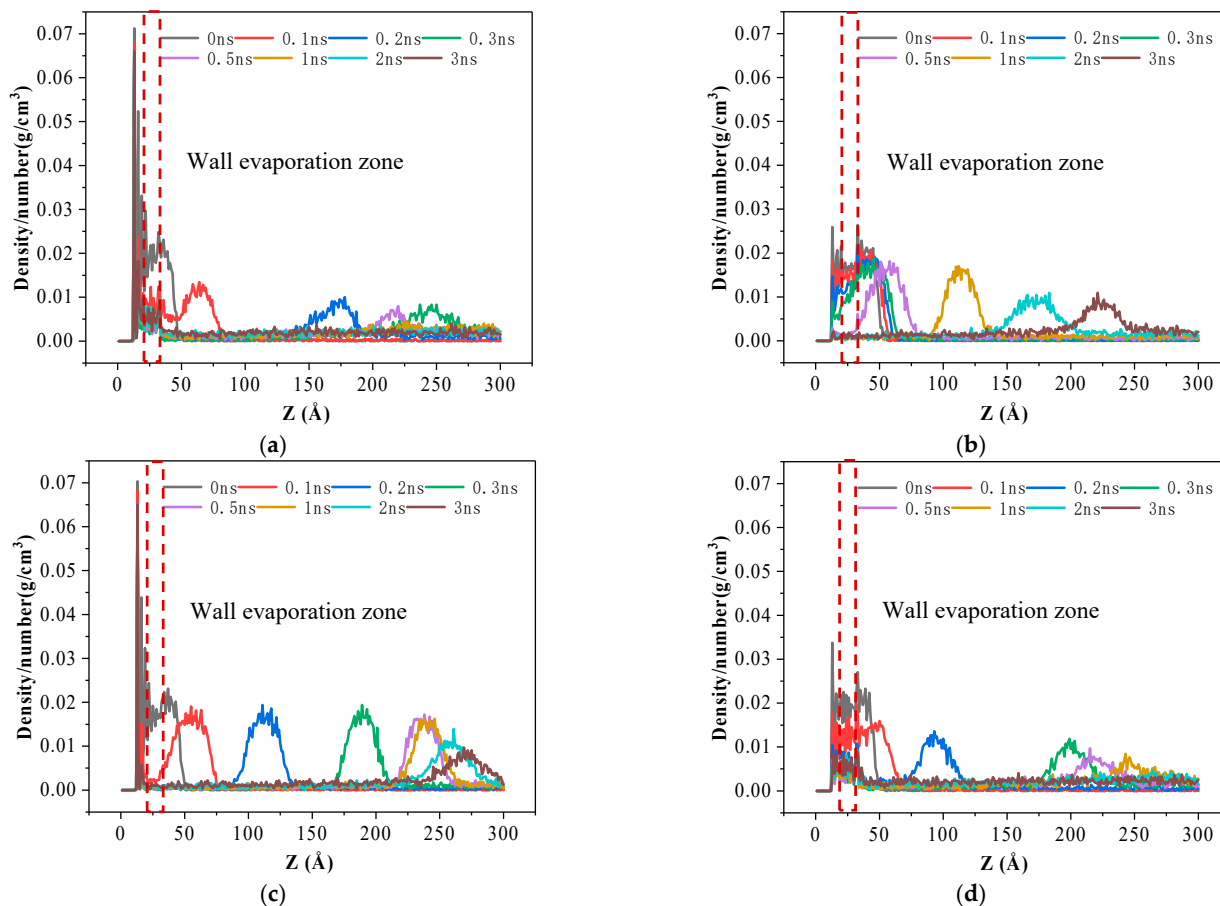 0.07
0.06
0.05
0.04
0.03
0.02
0.01
0.00
Density/number(g/cm³)
0ns 0.1ns 0.2ns 0.3ns
0.5ns 1ns 2ns 3ns
Wall evaporation zone
0 50 100 150 200 250 300
Z (Å)
(a)
0.07
0.06
0.05
0.04
0.03
0.02
0.01
0.00
Density/number(g/cm³)
0ns 0.1ns 0.2ns 0.3ns
0.5ns 1ns 2ns 3ns
Wall evaporation zone
0 50 100 150 200 250 300
Z (Å)
(b)
0.07
0.06
0.05
0.04
0.03
0.02
0.01
0.00
Density/number(g/cm³)
0ns 0.1ns 0.2ns 0.3ns
0.5ns 1ns 2ns 3ns
Wall evaporation zone
0 50 100 150 200 250 300
Z (Å)
(c)
0.07
0.06
0.05
0.04
0.03
0.02
0.01
0.00
Density/number(g/cm³)
0ns 0.1ns 0.2ns 0.3ns
0.5ns 1ns 2ns 3ns
Wall evaporation zone
0 50 100 150 200 250 300
Z (Å)
(d)